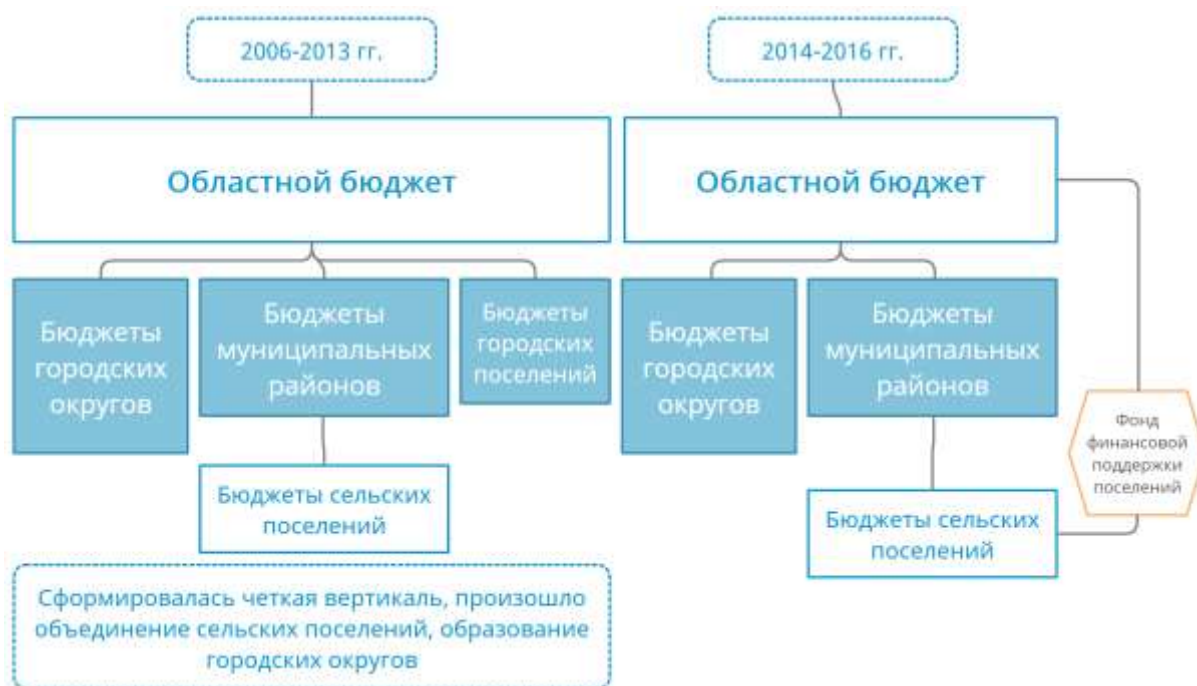 2006-2013 гг.
Областной бюджет
Бюджеты
городских
округов
Бюджеты
муниципальных
районов
Бюджеты
городских
поселений
Бюджеты сельских
поселений
Сформировалась четкая вертикаль, произошло
объединение сельских поселений, образование
городских округов
2014-2016 гг.
Областной бюджет
Бюджеты
городских
округов
Бюджеты
муниципальных
районов
Бюджеты сельских
поселений
Фонд
финансовой
поддержки
поселений